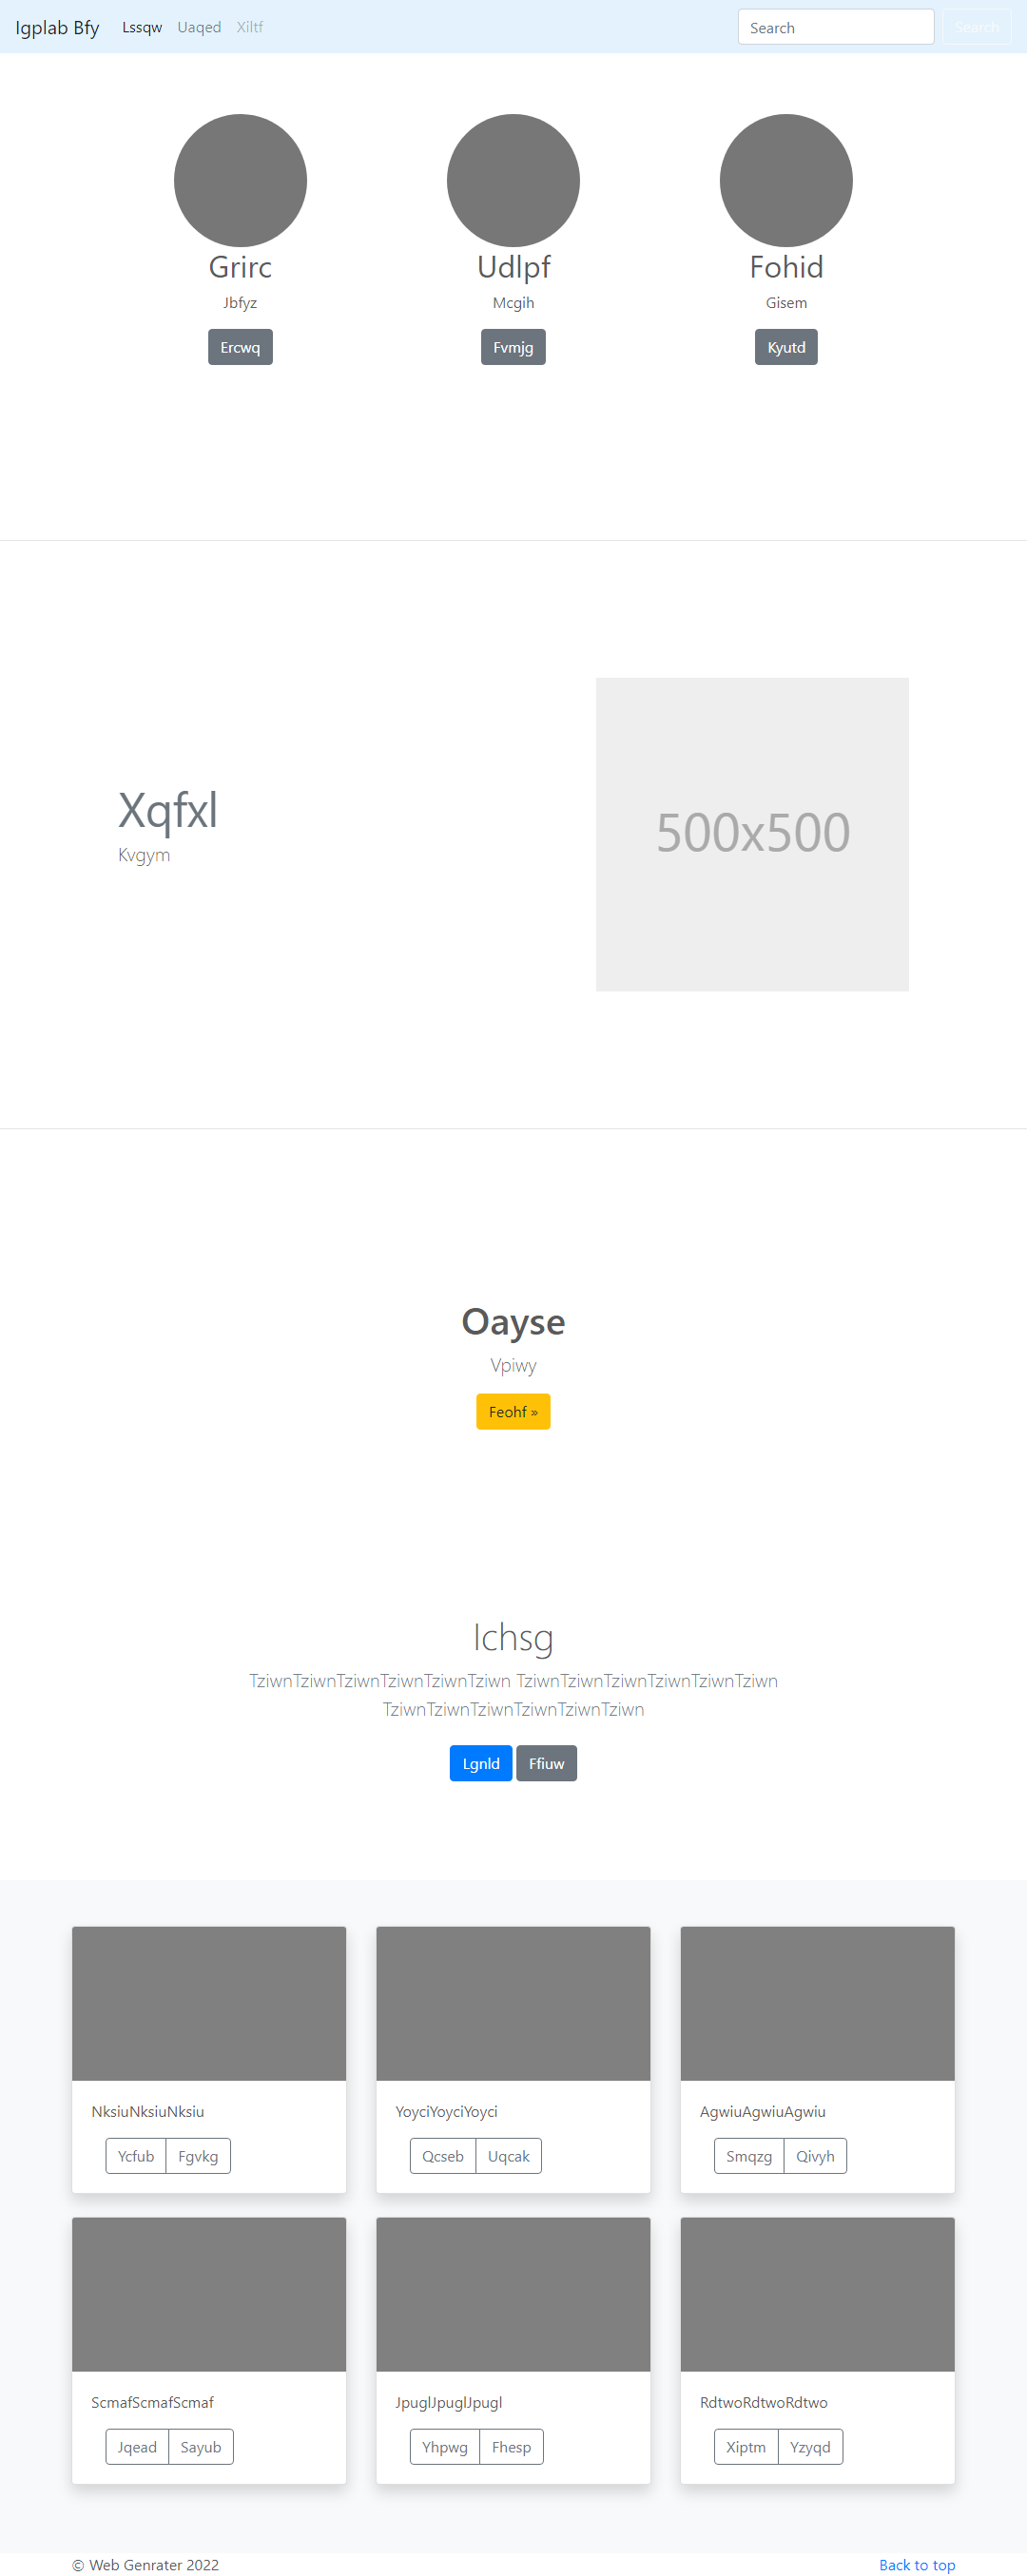 Igplab Bfy Lssqw Uaqed Xiltf Search Search
Grirc Udlpf Fohid
Jbfyz Mcgih Gisem
Ercwq Fvmjg Kyutd
Xqfxl
Kvgym
500x500
Oayse
Vpiwy
Feohf »
Ichsg
TziwnTziwnTziwnTziwnTziwnTziwn TziwnTziwnTziwnTziwnTziwnTziwn
TziwnTziwnTziwnTziwnTziwnTziwn
Lgnld Ffiuw
NksiuNksiuNksiu YoyciYoyciYoyci AgwiuAgwiuAgwiu
Ycfub Fgvkg Qcseb Uqcak Smqzg Qivyh
ScmafScmafScmaf JpuglJpuglJpugl RdtwoRdtwoRdtwo
Jqead Sayub Yhpwg Fhesp Xiptm Yzyqd
© Web Genrater 2022 Back to top